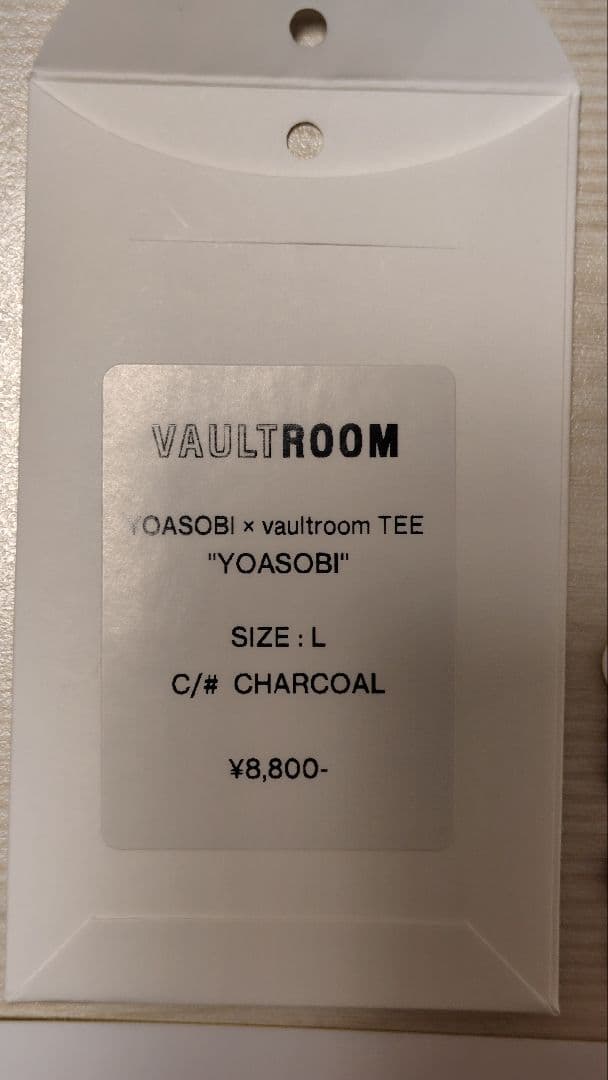 VAULTROOM
YOASOBI × vaultroom TEE
"YOASOBI"
SIZE : L
C/# CHARCOAL
¥8,800-